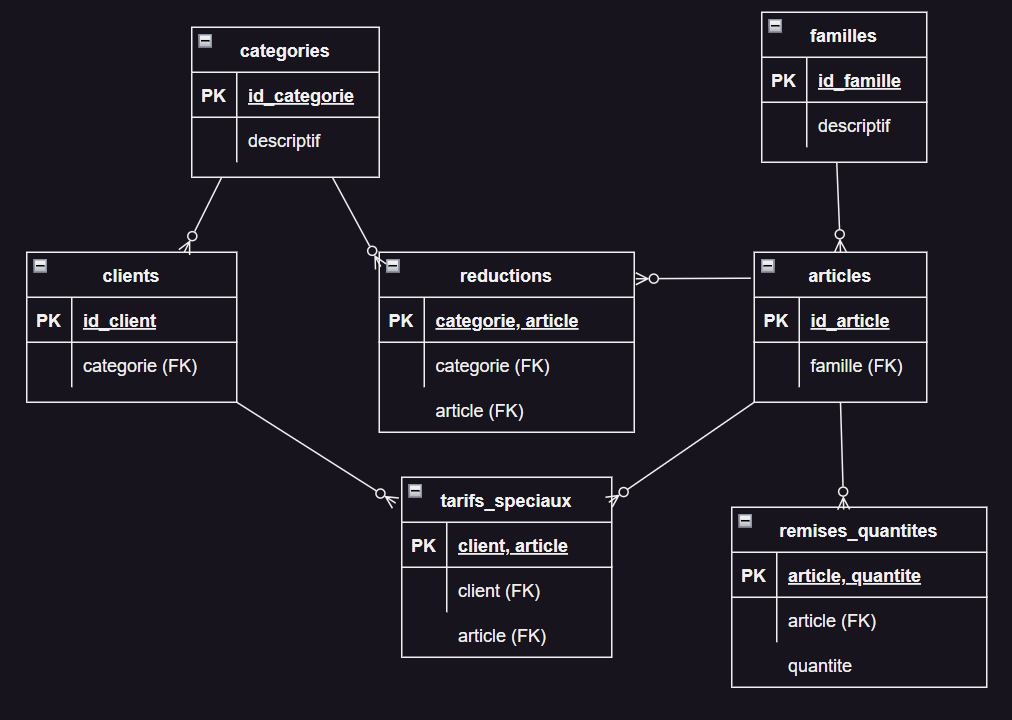 categories
PK id_categorie
descriptif
familles
PK id_famille
descriptif
clients
PK id_client
categorie (FK)
reductions
PK categorie, article
categorie (FK)
article (FK)
articles
PK id_article
famille (FK)
tarifs_speciaux
PK client, article
client (FK)
article (FK)
remises_quantites
PK article, quantite
article (FK)
quantite